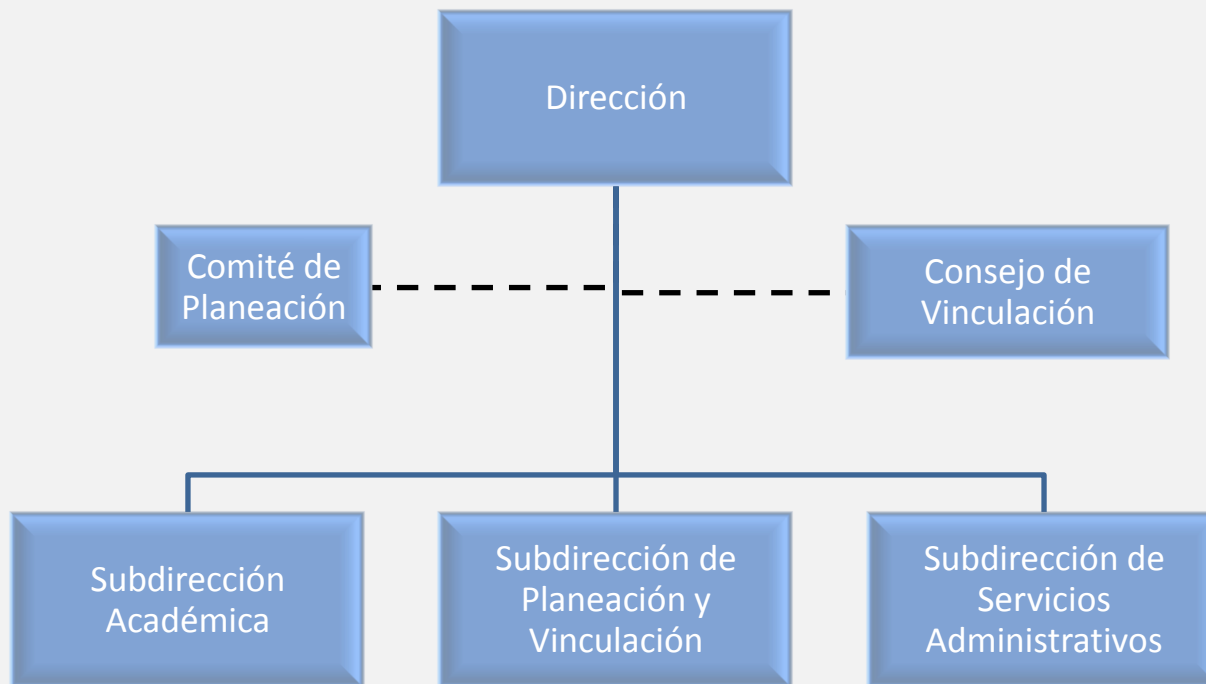 Dirección
Comité de
Planeación
Consejo de
Vinculación
Subdirección
Académica
Subdirección de
Planeación y
Vinculación
Subdirección de
Servicios
Administrativos